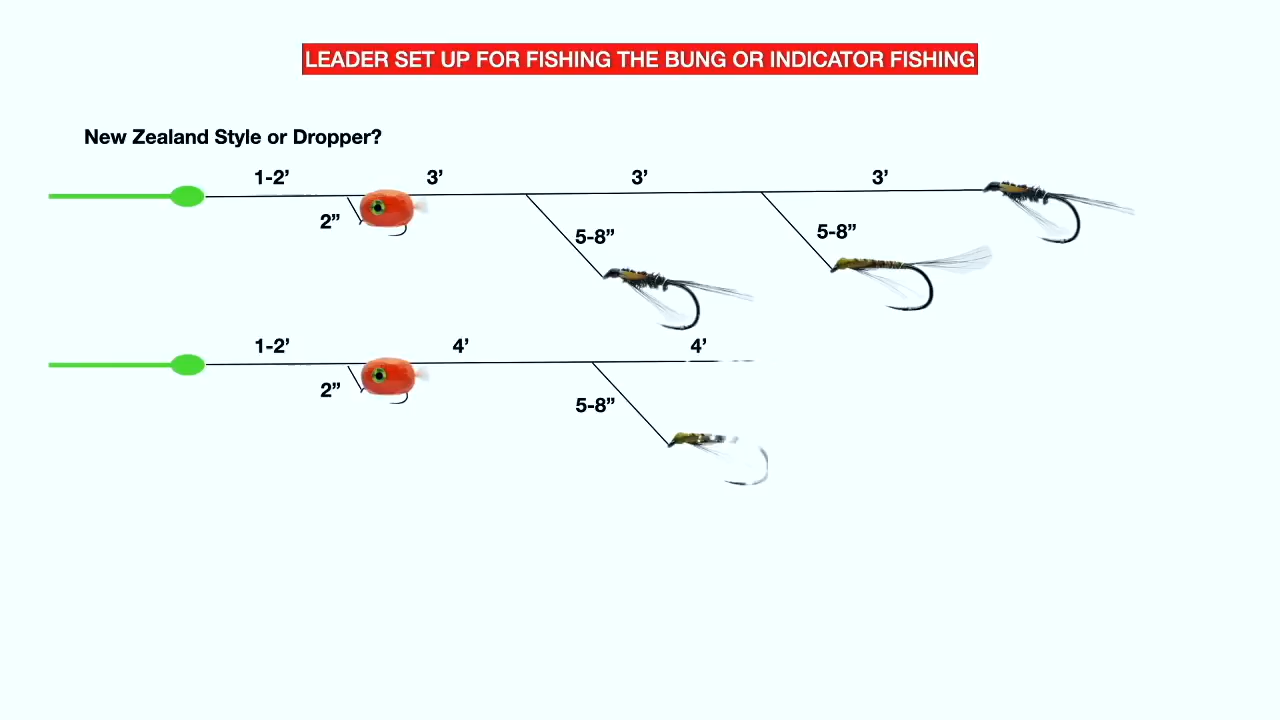 LEADER SET UP FOR FISHING THE BUNG OR INDICATOR FISHING
New Zealand Style or Dropper?
1-2’ 3’ 3’ 3’
2” 5-8” 5-8”
1-2’ 4’ 4’
2” 5-8”